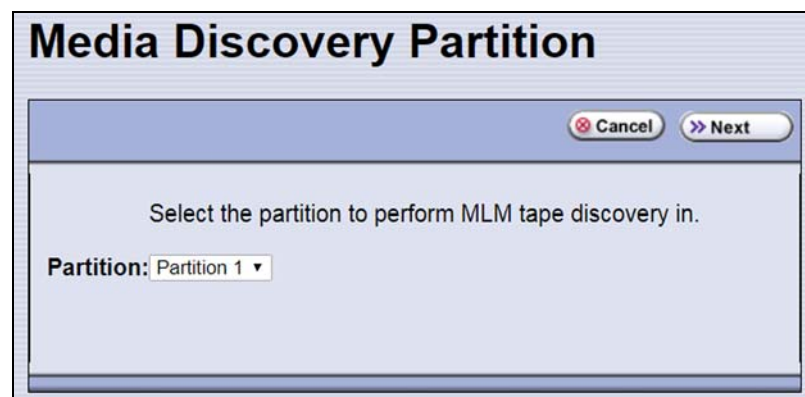 Media Discovery Partition
Cancel
Next
Select the partition to perform MLM tape discovery in.
Partition: Partition 1